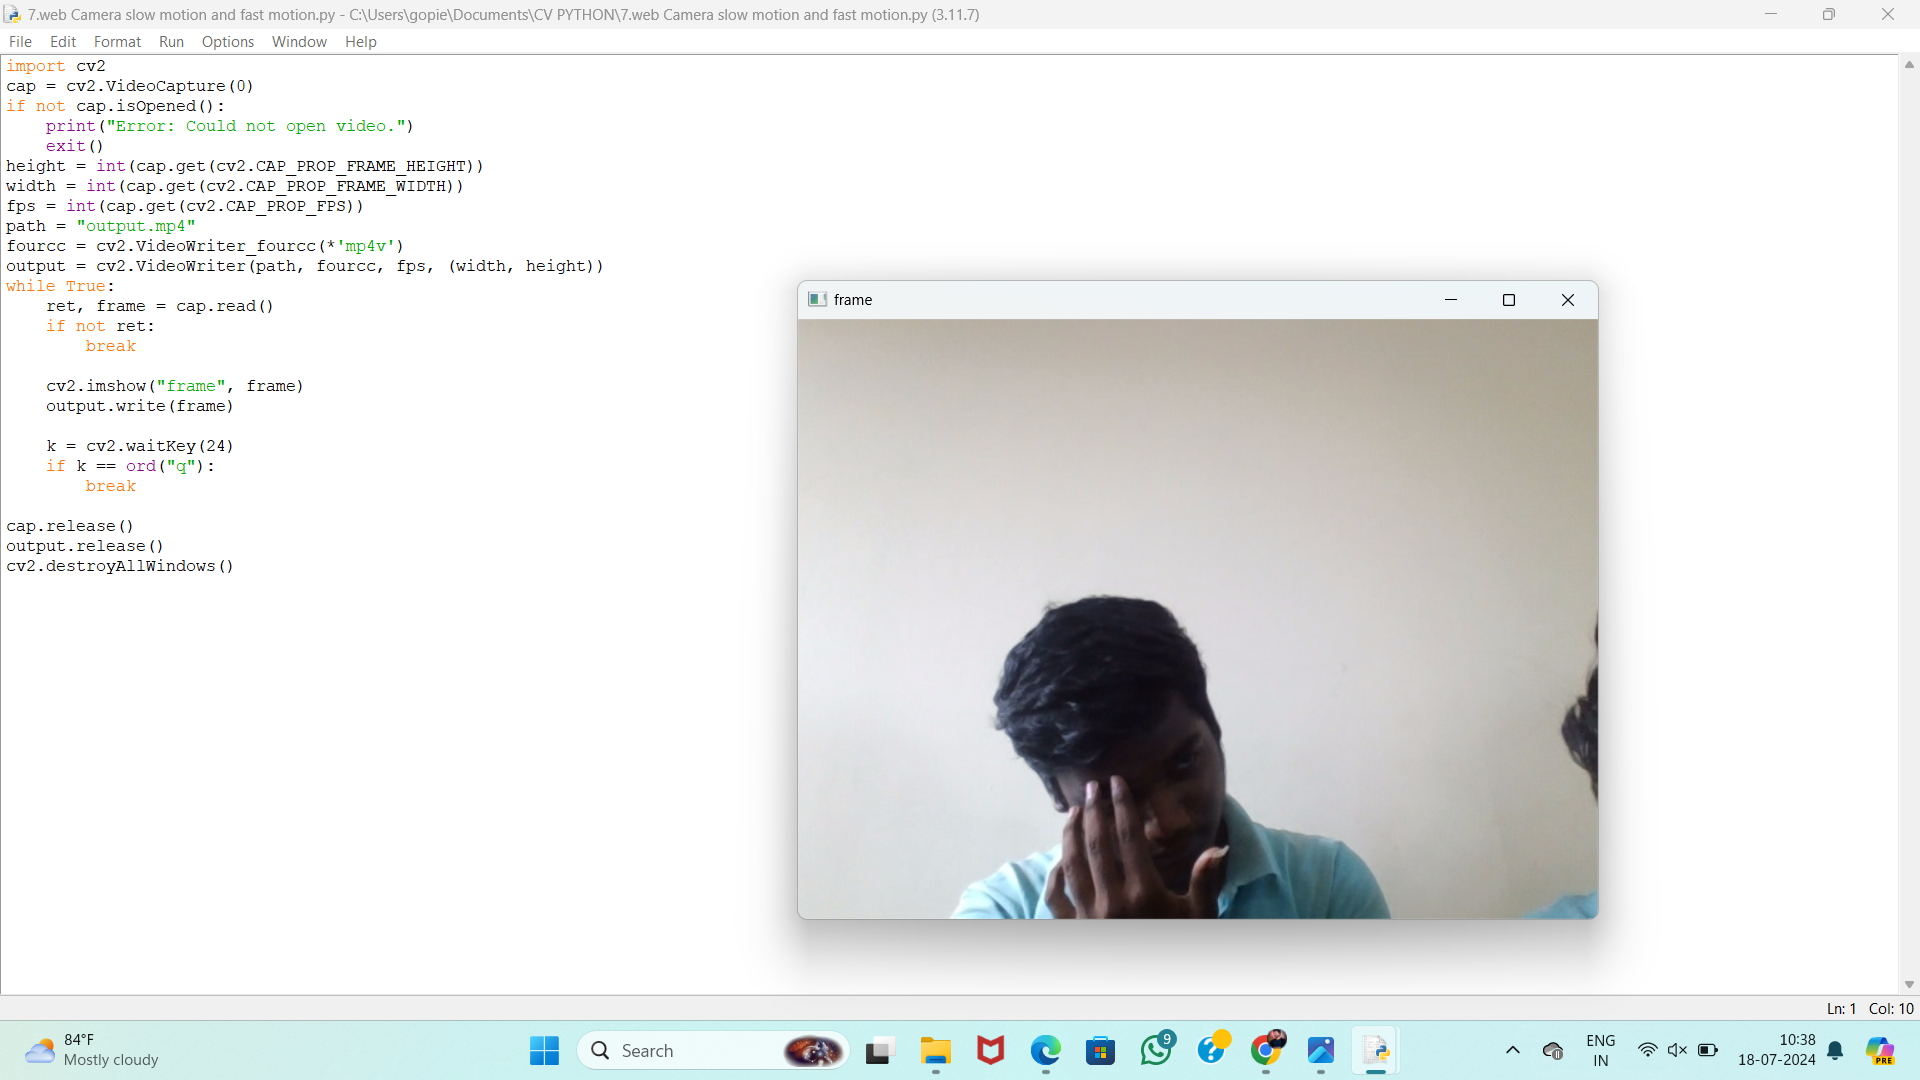 7.web Camera slow motion and fast motion.py - C:\Users\gopie\Documents\CV PYTHON\7.web Camera slow motion and fast motion.py (3.11.7)
File Edit Format Run Options Window Help
import cv2
cap = cv2.VideoCapture(0)
if not cap.isOpened():
    print("Error: Could not open video.")
    exit()
height = int(cap.get(cv2.CAP_PROP_FRAME_HEIGHT))
width = int(cap.get(cv2.CAP_PROP_FRAME_WIDTH))
fps = int(cap.get(cv2.CAP_PROP_FPS))
path = "output.mp4"
fourcc = cv2.VideoWriter_fourcc(*'mp4v')
output = cv2.VideoWriter(path, fourcc, fps, (width, height))
while True:
    ret, frame = cap.read()
    if not ret:
        break
    cv2.imshow("frame", frame)
    output.write(frame)
    k = cv2.waitKey(24)
    if k == ord("q"):
        break
cap.release()
output.release()
cv2.destroyAllWindows()
frame
Ln: 1 Col: 10
84°F
Mostly cloudy
Search
9
ENG
IN
10:38
18-07-2024
PRE